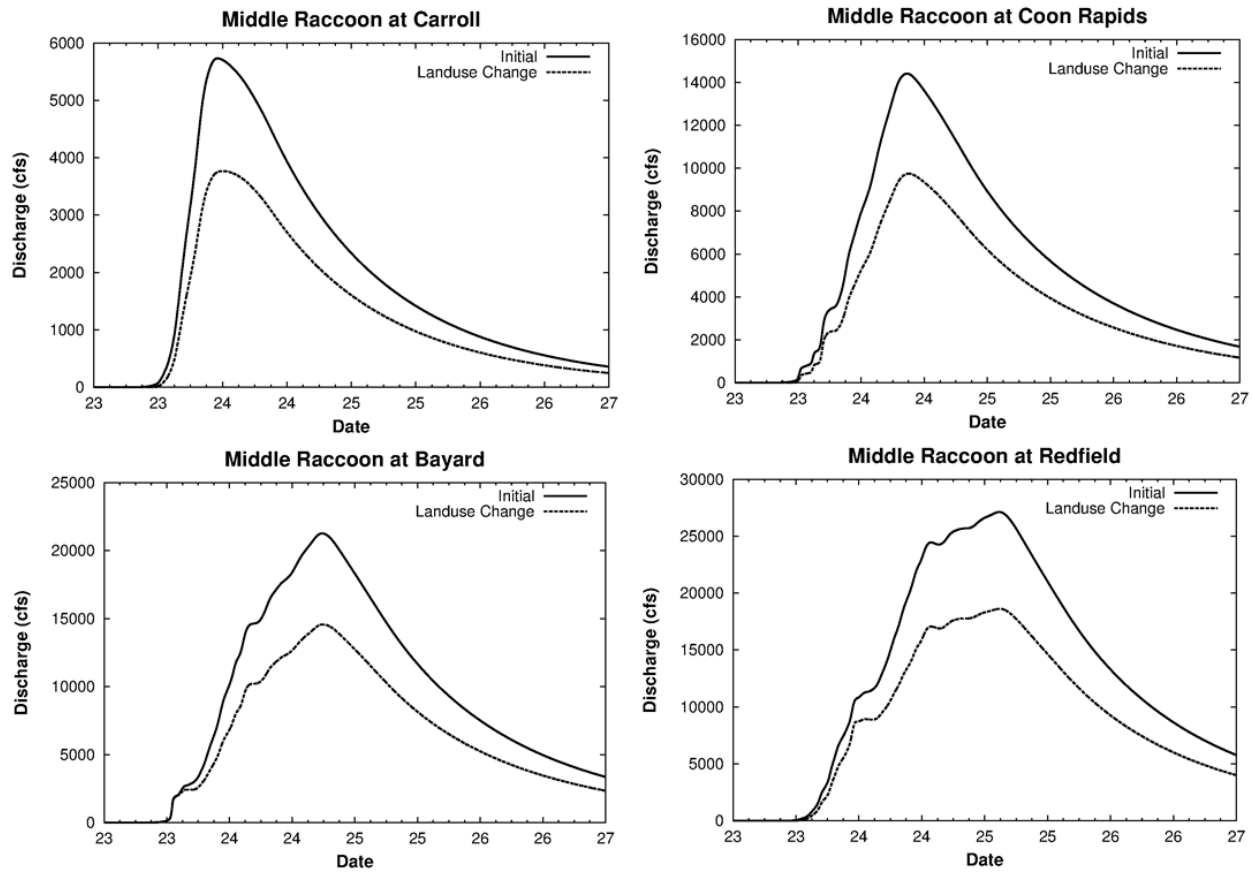 Middle Raccoon at Carroll
6000
5000
4000
3000
2000
1000
0
Discharge (cfs)
Initial
Landuse Change
23 23 24 24 25 25 26 26 27
Date
Middle Raccoon at Coon Rapids
16000
14000
12000
10000
8000
6000
4000
2000
0
Discharge (cfs)
Initial
Landuse Change
23 23 24 24 25 25 26 26 27
Date
Middle Raccoon at Bayard
25000
20000
15000
10000
5000
0
Discharge (cfs)
Initial
Landuse Change
23 23 24 24 25 25 26 26 27
Date
Middle Raccoon at Redfield
30000
25000
20000
15000
10000
5000
0
Discharge (cfs)
Initial
Landuse Change
23 23 24 24 25 25 26 26 27
Date